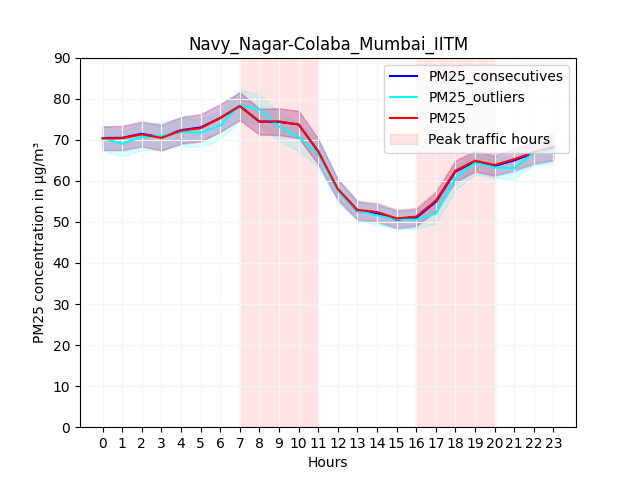 Navy_Nagar-Colaba_Mumbai_IITM
PM25 concentration in µg/m³
90
80
70
60
50
40
30
20
10
0
PM25_consecutives
PM25_outliers
PM25
Peak traffic hours
0 1 2 3 4 5 6 7 8 9 10 11 12 13 14 15 16 17 18 19 20 21 22 23
Hours